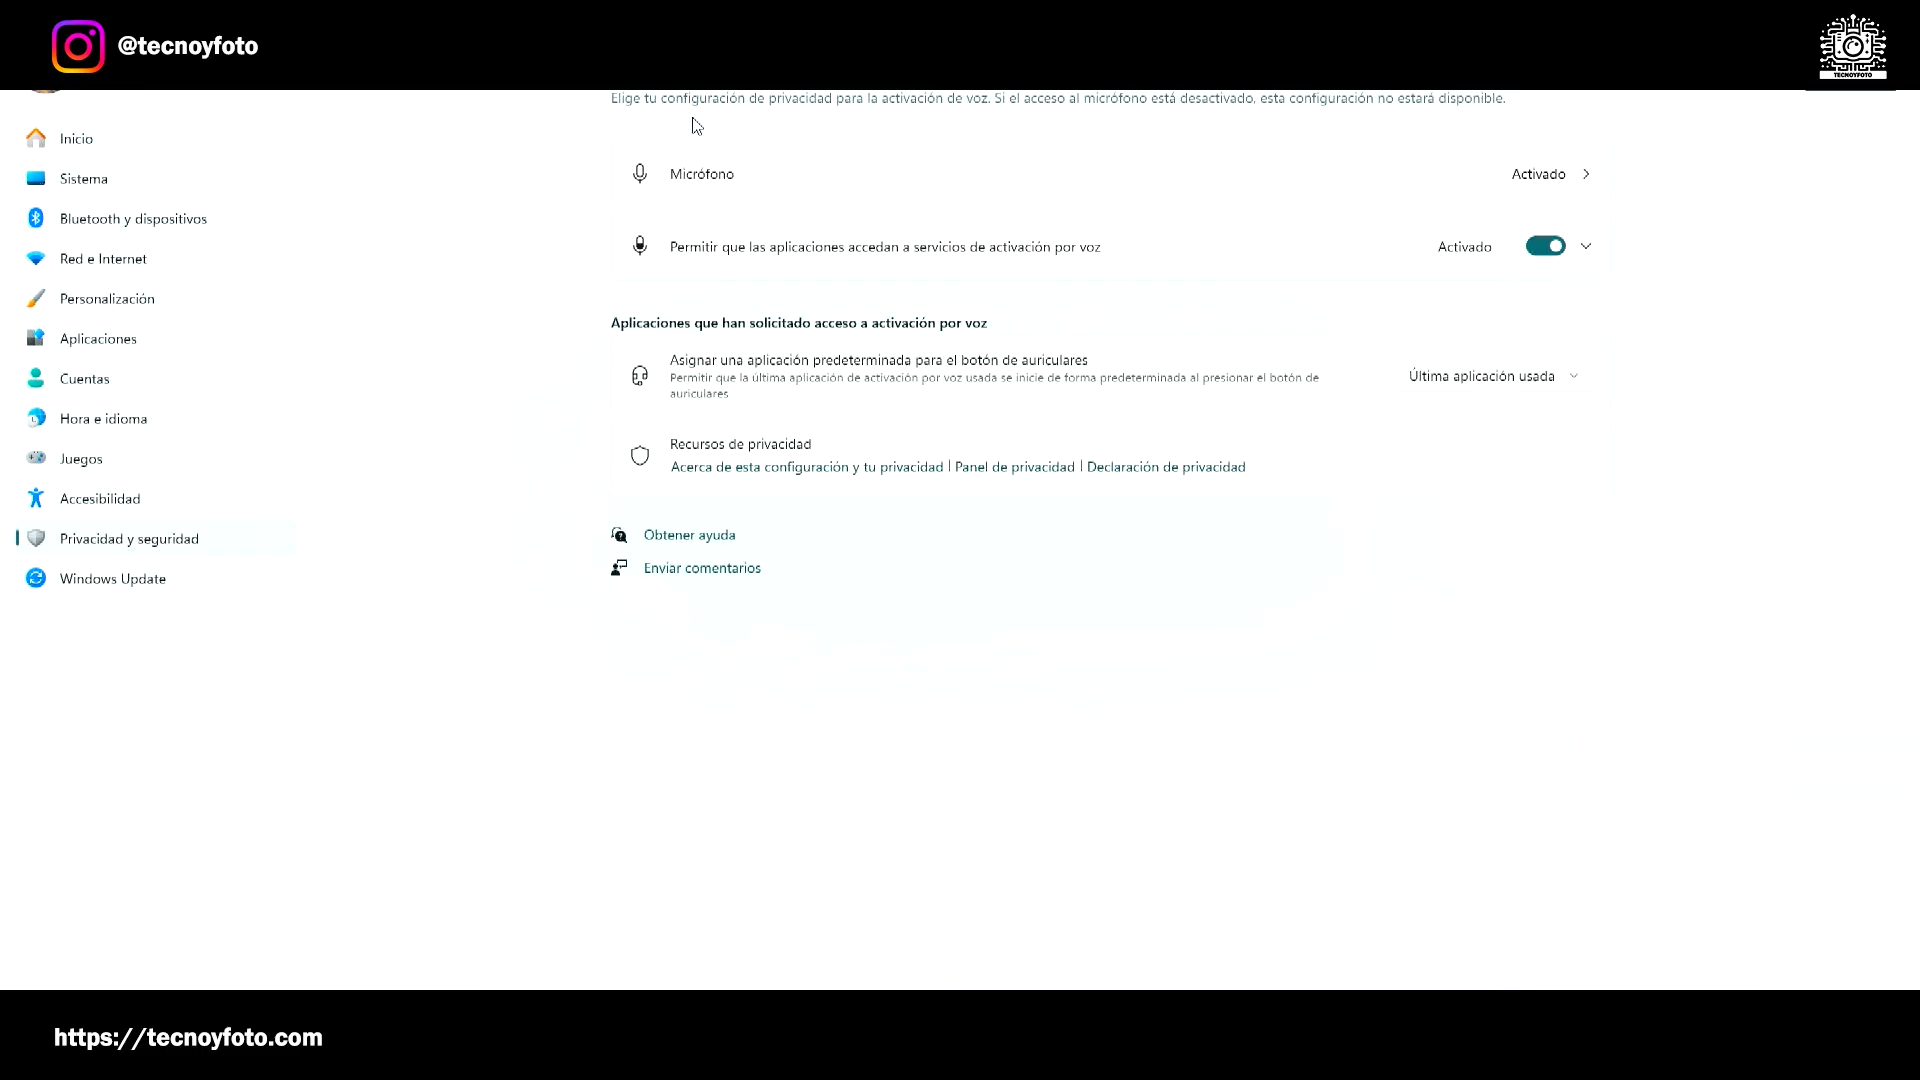 @tecnoyfoto
TECNOYFOTO
Elige tu configuración de privacidad para la activación de voz. Si el acceso al micrófono está desactivado, esta configuración no estará disponible.
Inicio
Sistema
Bluetooth y dispositivos
Red e Internet
Personalización
Aplicaciones
Cuentas
Hora e idioma
Juegos
Accesibilidad
Privacidad y seguridad
Windows Update
Micrófono
Activado
Permitir que las aplicaciones accedan a servicios de activación por voz
Activado
Aplicaciones que han solicitado acceso a activación por voz
Asignar una aplicación predeterminada para el botón de auriculares
Permitir que la última aplicación de activación por voz usada se inicie de forma predeterminada al presionar el botón de
auriculares
Última aplicación usada
Recursos de privacidad
Acerca de esta configuración y tu privacidad | Panel de privacidad | Declaración de privacidad
Obtener ayuda
Enviar comentarios
https://tecnoyfoto.com